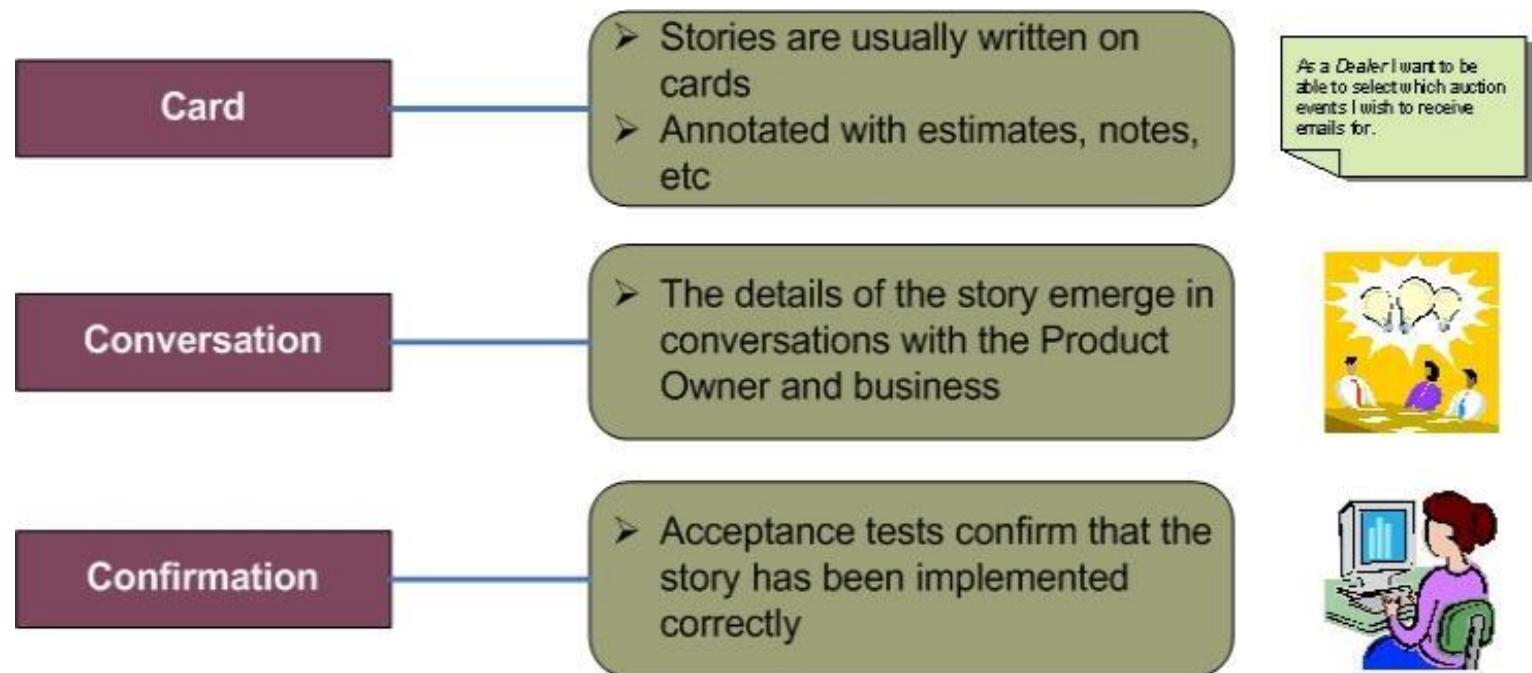 Card
➢ Stories are usually written on
cards
➢ Annotated with estimates, notes,
etc
As a Dealer I want to be
able to select which auction
events I wish to receive
emails for.
Conversation
➢ The details of the story emerge in
conversations with the Product
Owner and business
Confirmation
➢ Acceptance tests confirm that the
story has been implemented
correctly